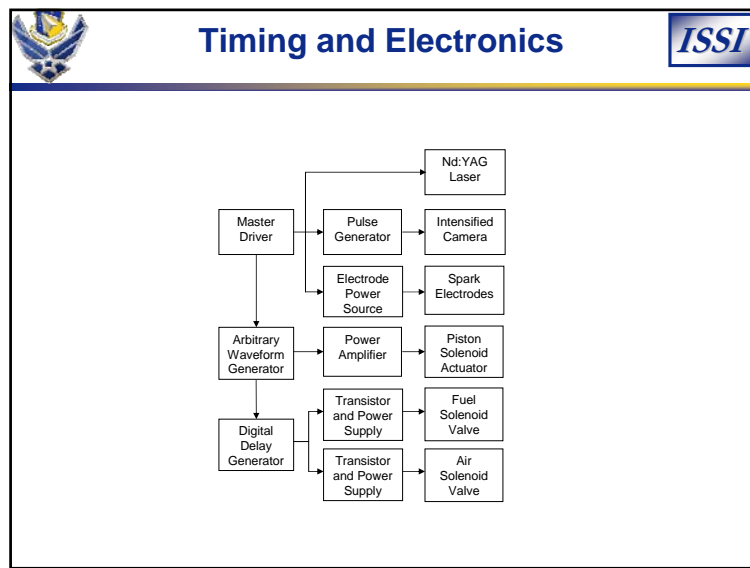 Timing and Electronics
ISSI
Nd:YAG
Laser
Master
Driver
Pulse
Generator
Intensified
Camera
Electrode
Power
Source
Spark
Electrodes
Arbitrary
Waveform
Generator
Power
Amplifier
Piston
Solenoid
Actuator
Digital
Delay
Generator
Transistor
and Power
Supply
Fuel
Solenoid
Valve
Transistor
and Power
Supply
Air
Solenoid
Valve